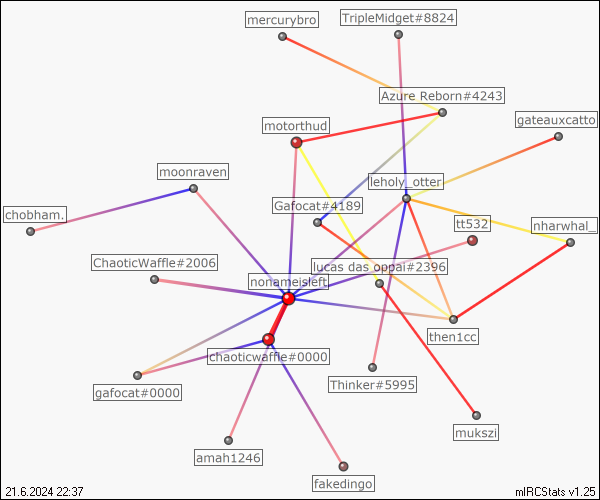 mercurybro
TripleMidget#8824
Azure Reborn#4243
gateauxcatto
motorthud
moonraven
leholy_otter
Gafocat#4189
chobham.
tt532
nharwhal_
ChaoticWaffle#2006
lucas das oppai#2396
nonameisleft
then1cc
chaoticwaffle#0000
gafocat#0000
Thinker#5995
mukszi
amah1246
fakedingo
21.6.2024 22:37
mIRCStats v1.25